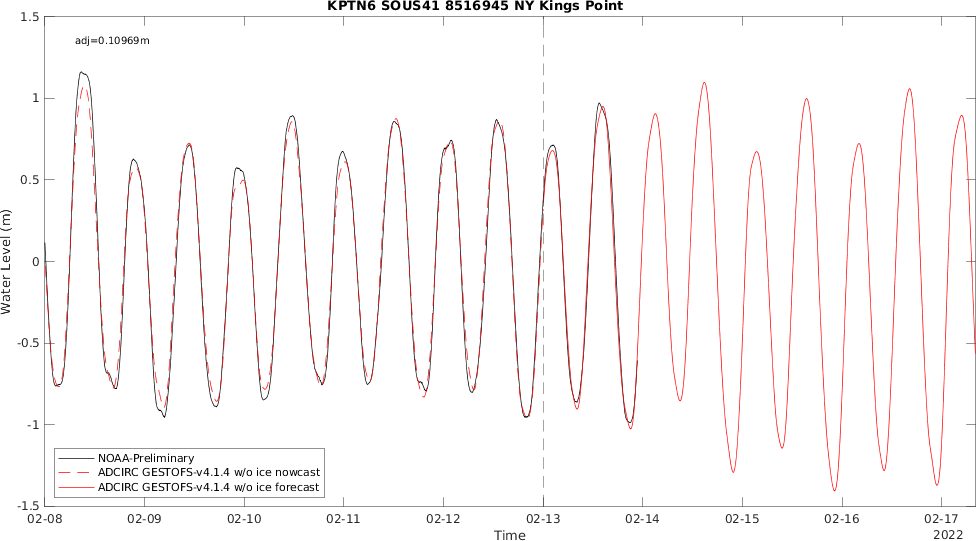 KPTN6 SOUS41 8516945 NY Kings Point
adj=0.10969m
1.5
1
0.5
0
-0.5
-1
-1.5
Water Level (m)
NOAA-Preliminary
ADCIRC GESTOFS-v4.1.4 w/o ice nowcast
ADCIRC GESTOFS-v4.1.4 w/o ice forecast
02-08 02-09 02-10 02-11 02-12 02-13 02-14 02-15 02-16 02-17
Time
2022